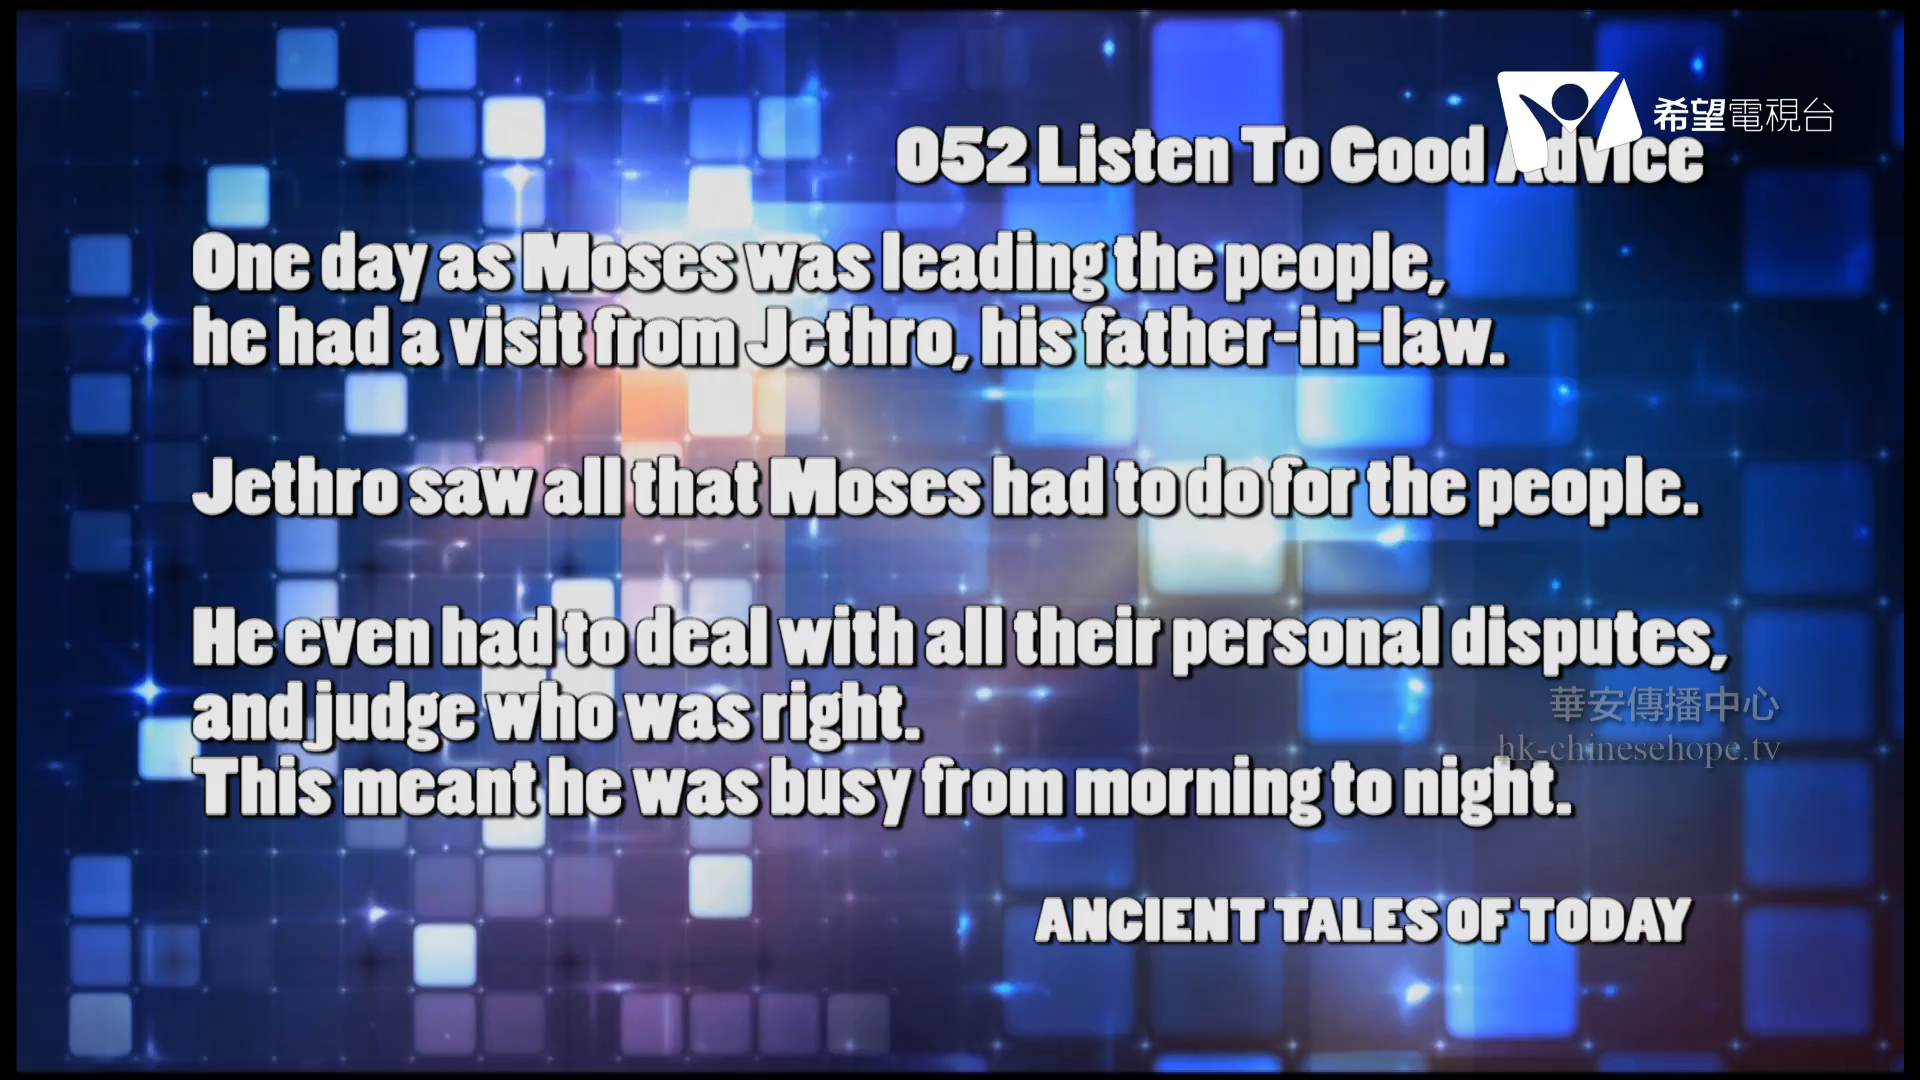 希望電視台
052 Listen To Good Advice
One day as Moses was leading the people,
he had a visit from Jethro, his father-in-law.
Jethro saw all that Moses had to do for the people.
He even had to deal with all their personal disputes,
and judge who was right.
This meant he was busy from morning to night.
華安傳播中心
hk-chinesehope.tv
ANCIENT TALES OF TODAY